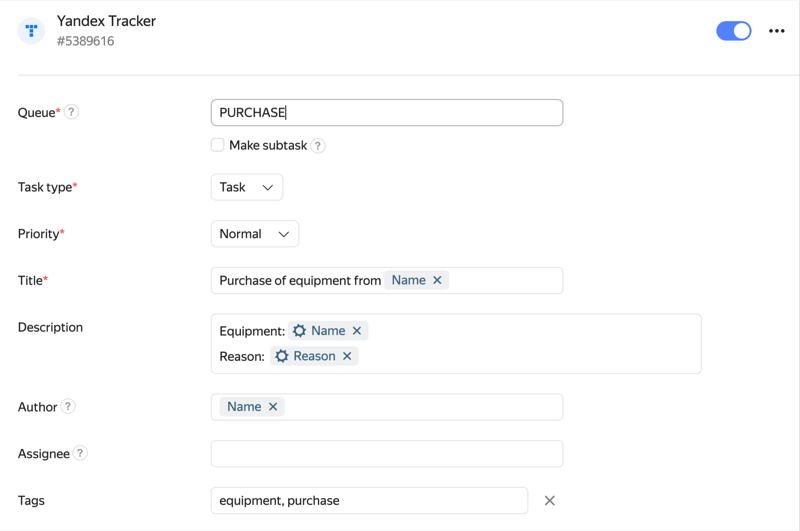 Yandex Tracker
#5389616
Queue* ? PURCHASE
Make subtask ?
Task type* Task
Priority* Normal
Title* Purchase of equipment from Name ×
Description
Equipment: Name ×
Reason: Reason ×
Author ? Name ×
Assignee ?
Tags equipment, purchase ×